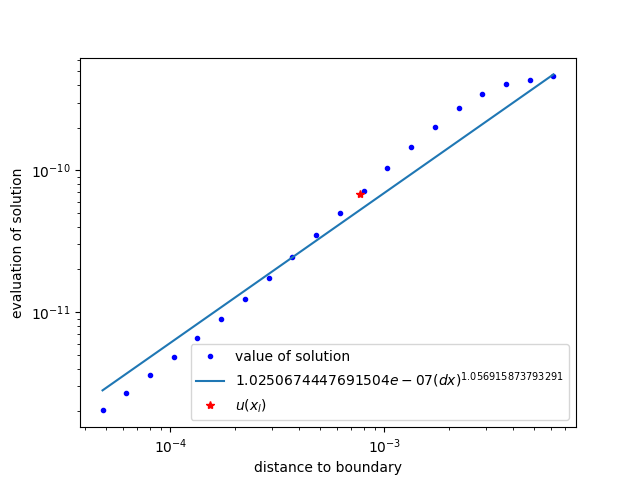 10⁻¹⁰
10⁻¹¹
evaluation of solution
value of solution
1.0250674447691504e − 07(dx)¹·⁰⁵⁶⁹¹⁵⁸⁷³⁷⁹³²⁹¹
u(xₗ)
10⁻⁴
10⁻³
distance to boundary